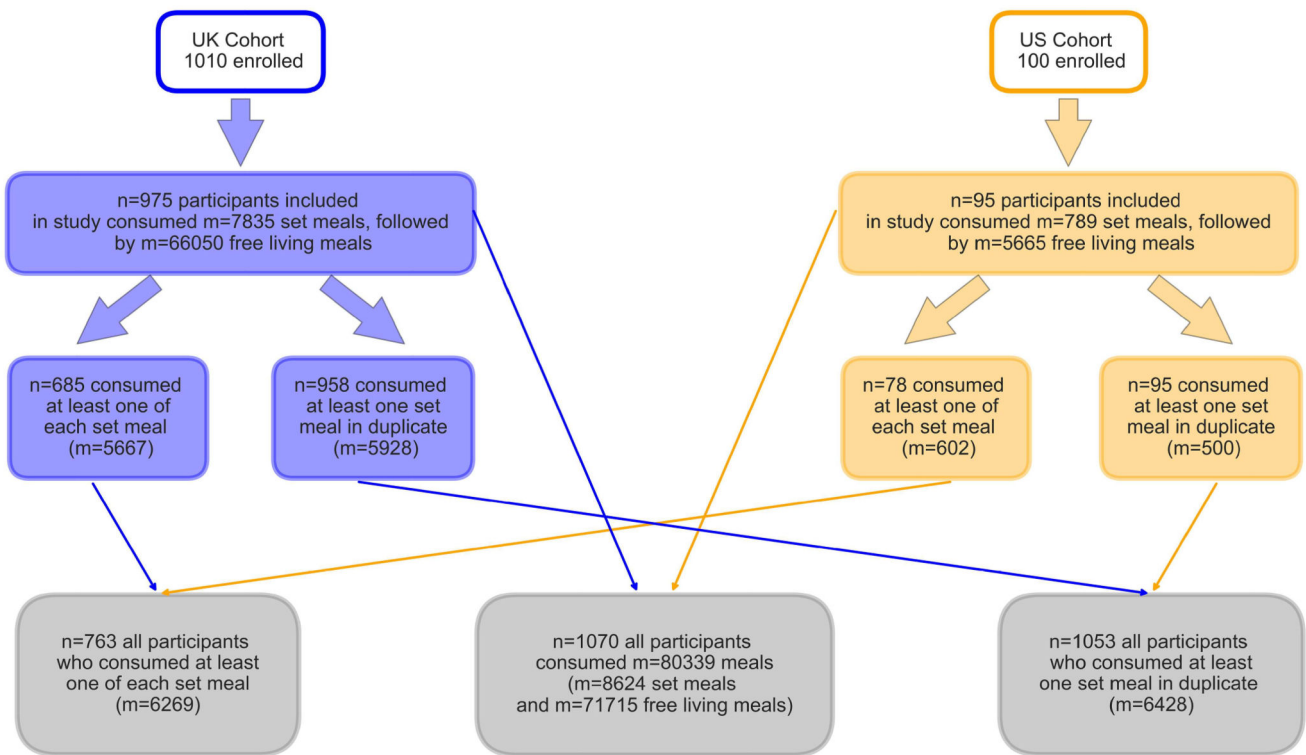 UK Cohort
1010 enrolled
US Cohort
100 enrolled
n=975 participants included
in study consumed m=7835 set meals, followed
by m=66050 free living meals
n=95 participants included
in study consumed m=789 set meals, followed
by m=5665 free living meals
n=685 consumed
at least one of
each set meal
(m=5667)
n=958 consumed
at least one set
meal in duplicate
(m=5928)
n=78 consumed
at least one of
each set meal
(m=602)
n=95 consumed
at least one set
meal in duplicate
(m=500)
n=763 all participants
who consumed at least
one of each set meal
(m=6269)
n=1070 all participants
consumed m=80339 meals
(m=8624 set meals
and m=71715 free living meals)
n=1053 all participants
who consumed at least
one set meal in duplicate
(m=6428)